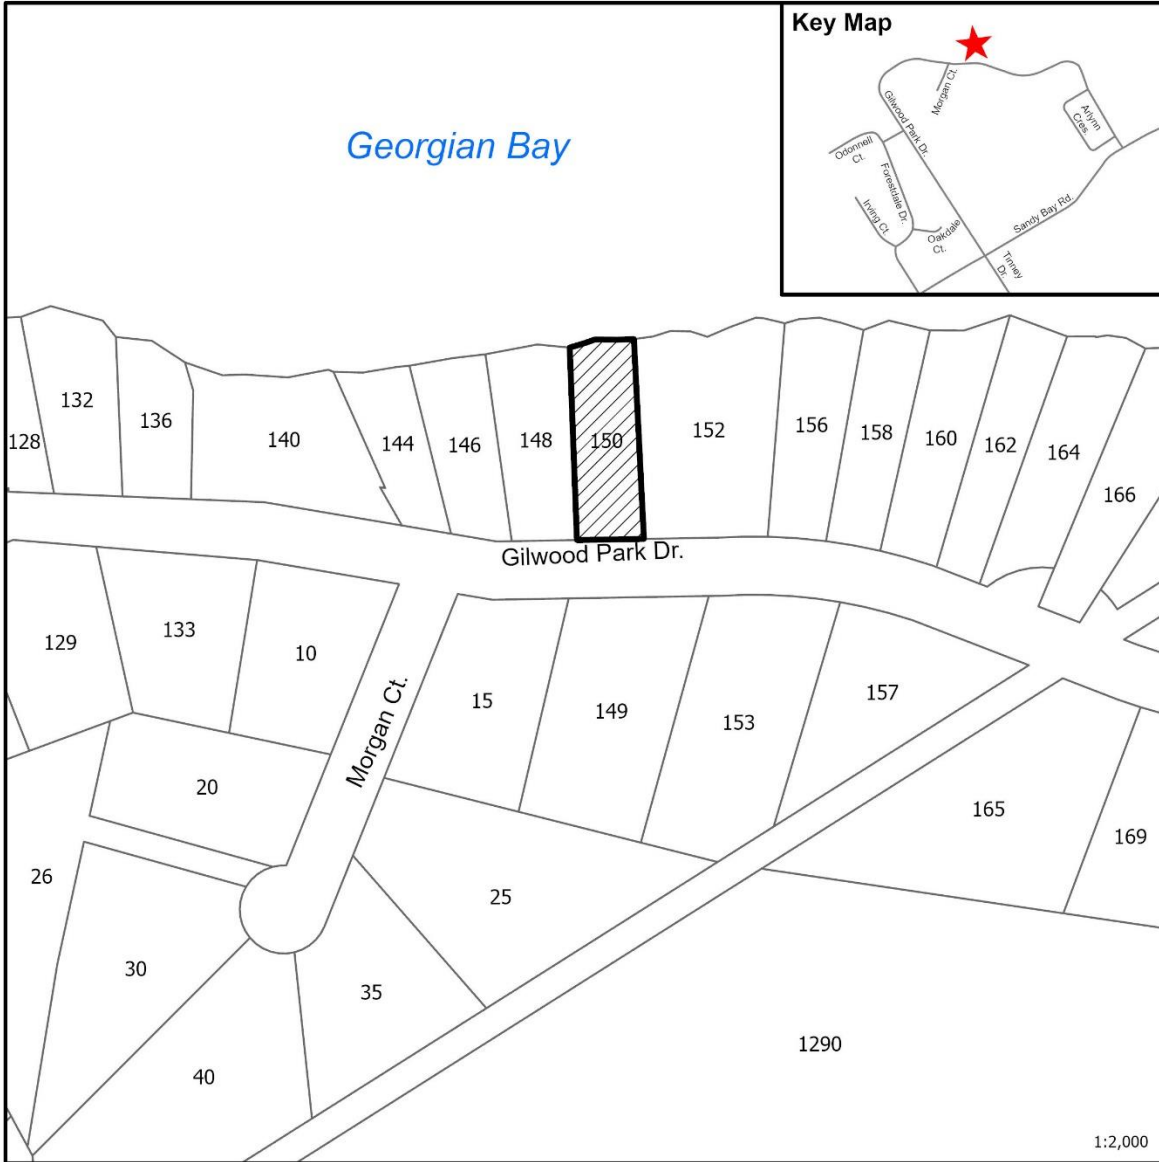 Key Map
Morgan Ct.
Gilwood Park Dr.
Arlynn
Cres.
Odonnell
Ct.
Forestdale Dr.
Irving Ct.
Oakdale
Ct.
Sandy Bay Rd.
Tinney
Dr.
Georgian Bay
128
132
136
140
144
146
148
150
152
156
158
160
162
164
166
Gilwood Park Dr.
129
133
10
15
149
153
157
Morgan Ct.
20
165
169
26
25
30
35
40
1290
1:2,000